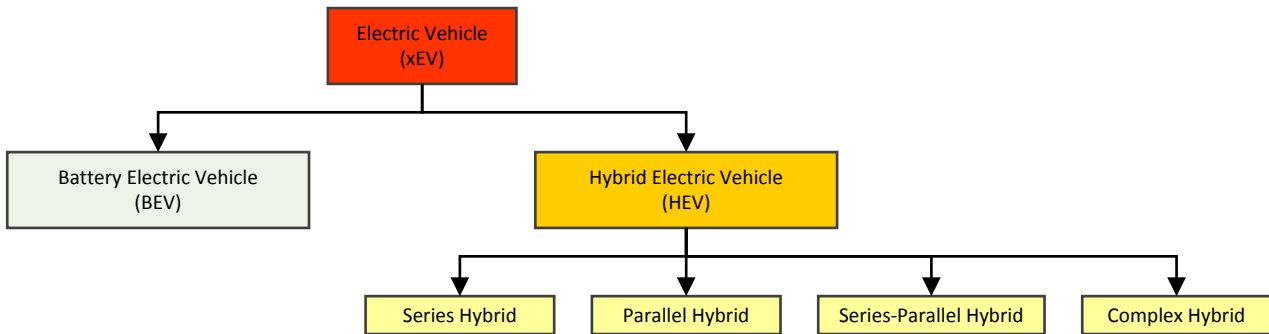 Electric Vehicle
(xEV)
Battery Electric Vehicle
(BEV)
Hybrid Electric Vehicle
(HEV)
Series Hybrid
Parallel Hybrid
Series-Parallel Hybrid
Complex Hybrid